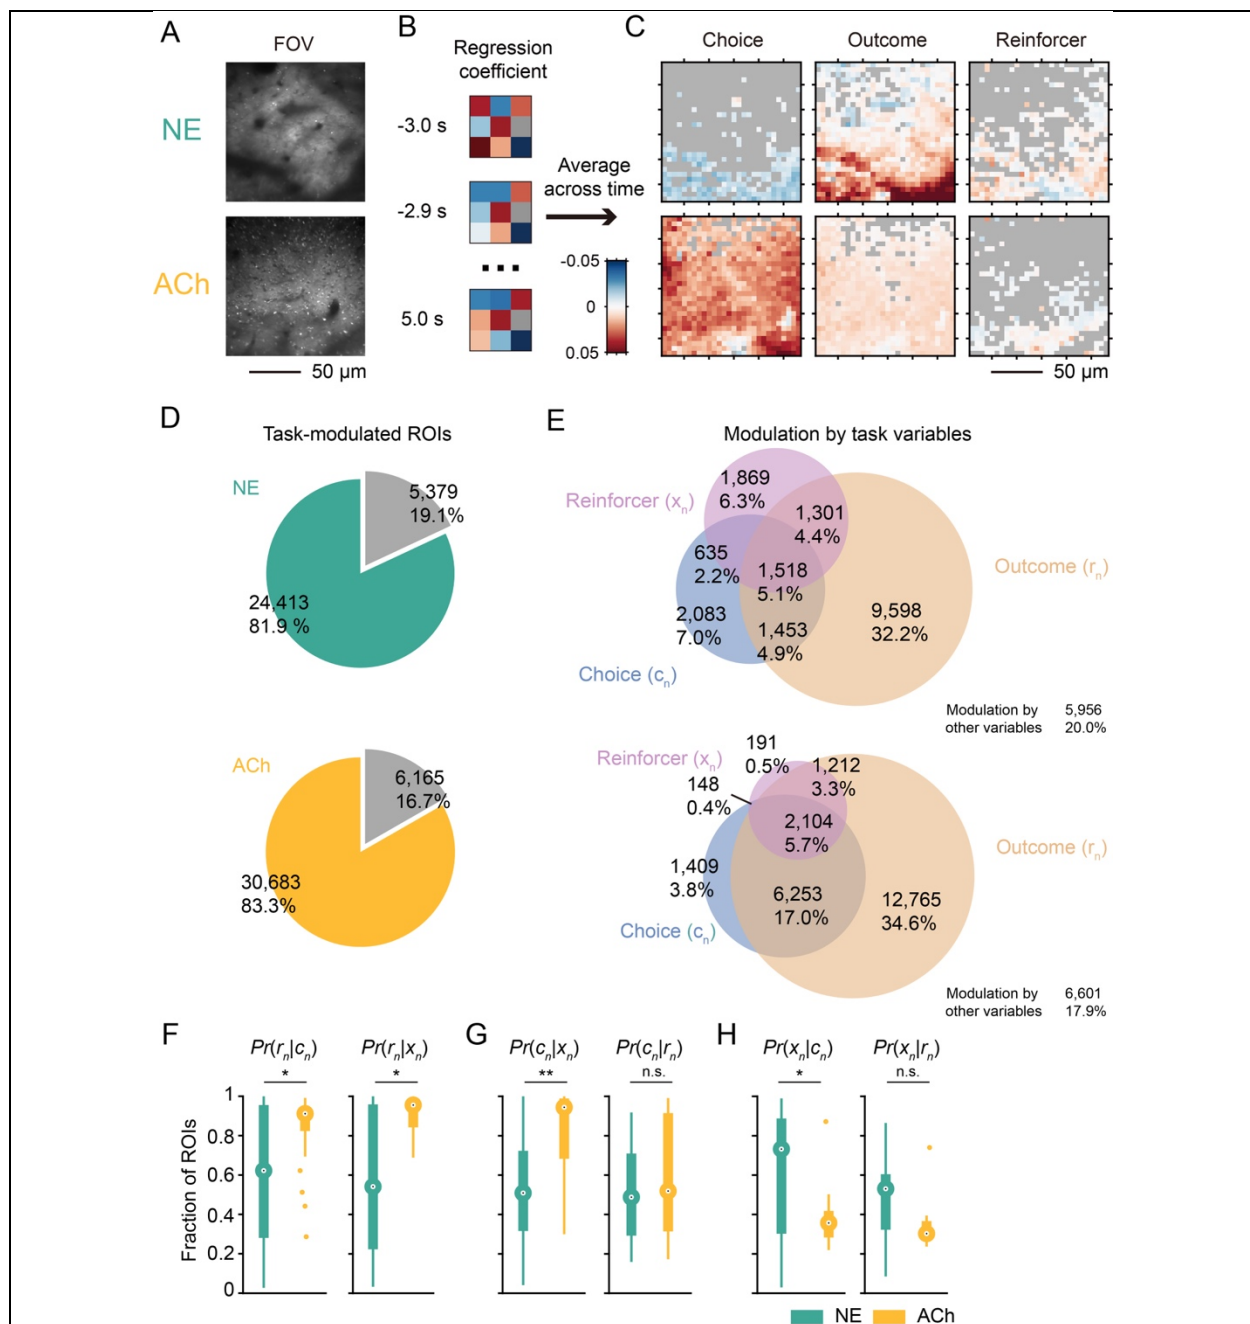 A
FOV
NE
ACh
50 µm
B
Regression
coefficient
-3.0 s
-2.9 s
5.0 s
Average
across time
-0.05
0
0.05
C
Choice
Outcome
Reinforcer
50 µm
D
Task-modulated ROIs
NE
5,379
19.1%
24,413
81.9 %
ACh
6,165
16.7%
30,683
83.3%
E
Modulation by task variables
1,869
6.3%
Reinforcer (xn)
1,301
4.4%
635
2.2%
1,518
5.1%
Outcome (rn)
2,083
7.0%
1,453
4.9%
9,598
32.2%
Choice (cn)
Modulation by
other variables
5,956
20.0%
191
0.5%
Reinforcer (xn)
1,212
3.3%
148
0.4%
2,104
5.7%
Outcome (rn)
1,409
3.8%
6,253
17.0%
12,765
34.6%
Choice (cn)
Modulation by
other variables
6,601
17.9%
F
Pr(rn|cn)
*
Pr(rn|xn)
*
G
Pr(cn|xn)
**
Pr(cn|rn)
n.s.
H
Pr(xn|cn)
*
Pr(xn|rn)
n.s.
Fraction of ROIs
1
0.8
0.6
0.4
0.2
0
NE
ACh